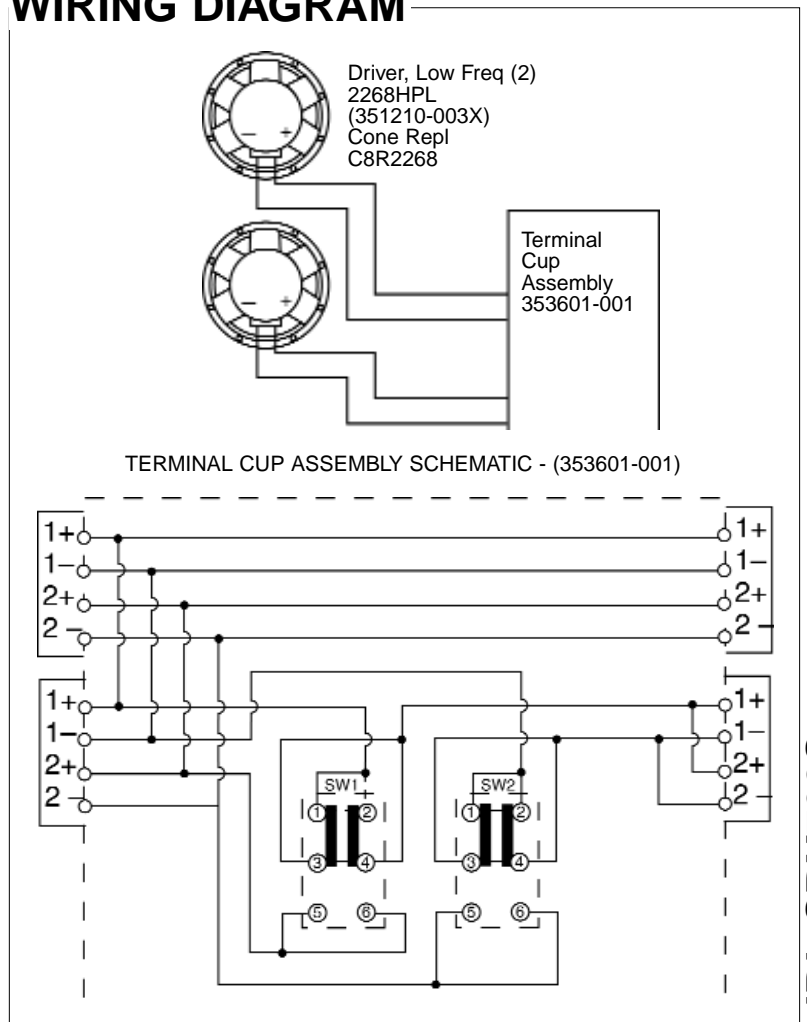 WIRING DIAGRAM
Driver, Low Freq (2)
2268HPL
(351210-003X)
Cone Repl
C8R2268
– +
– +
Terminal
Cup
Assembly
353601-001
TERMINAL CUP ASSEMBLY SCHEMATIC - (353601-001)
1+ 1+
1– 1–
2+ 2+
2 – 2 –
1+ 1+
1– 1–
2+ 2+
2 – 2 –
SW1 SW2
1 2 1 2
3 4 3 4
5 6 5 6